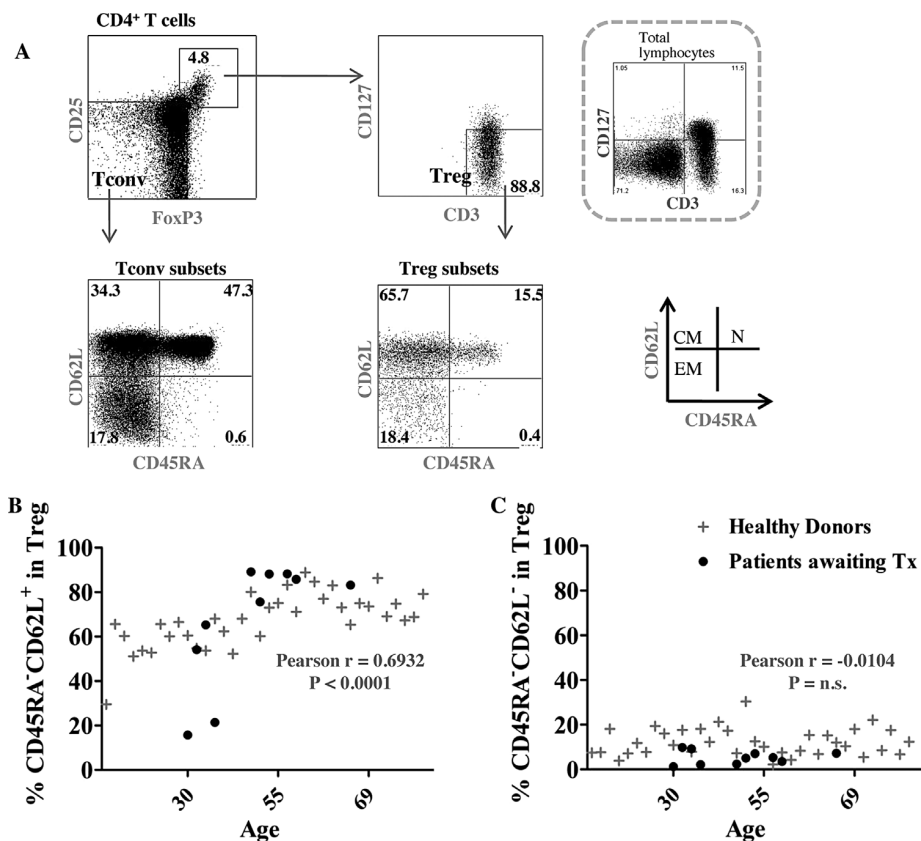 A
CD4+ T cells
4.8
CD25
Tconv
FoxP3
CD127
Treg
88.8
CD3
Total
lymphocytes
1.05
11.5
CD127
71.2
16.3
CD3
Tconv subsets
34.3
47.3
CD62L
17.8
0.6
CD45RA
Treg subsets
65.7
15.5
CD62L
18.4
0.4
CD45RA
CD62L
CM
N
EM
CD45RA
B
% CD45RA-CD62L+ in Treg
100
80
60
40
20
0
Pearson r = 0.6932
P < 0.0001
30
55
69
Age
C
% CD45RA-CD62L- in Treg
100
80
60
40
20
0
Healthy Donors
Patients awaiting Tx
Pearson r = -0.0104
P = n.s.
30
55
69
Age